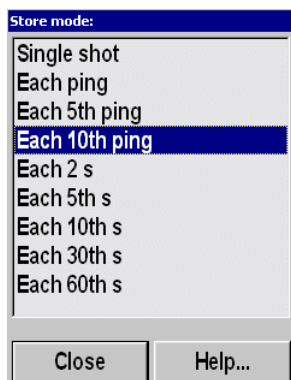 Store mode:
Single shot
Each ping
Each 5th ping
Each 10th ping
Each 2 s
Each 5th s
Each 10th s
Each 30th s
Each 60th s
Close Help...